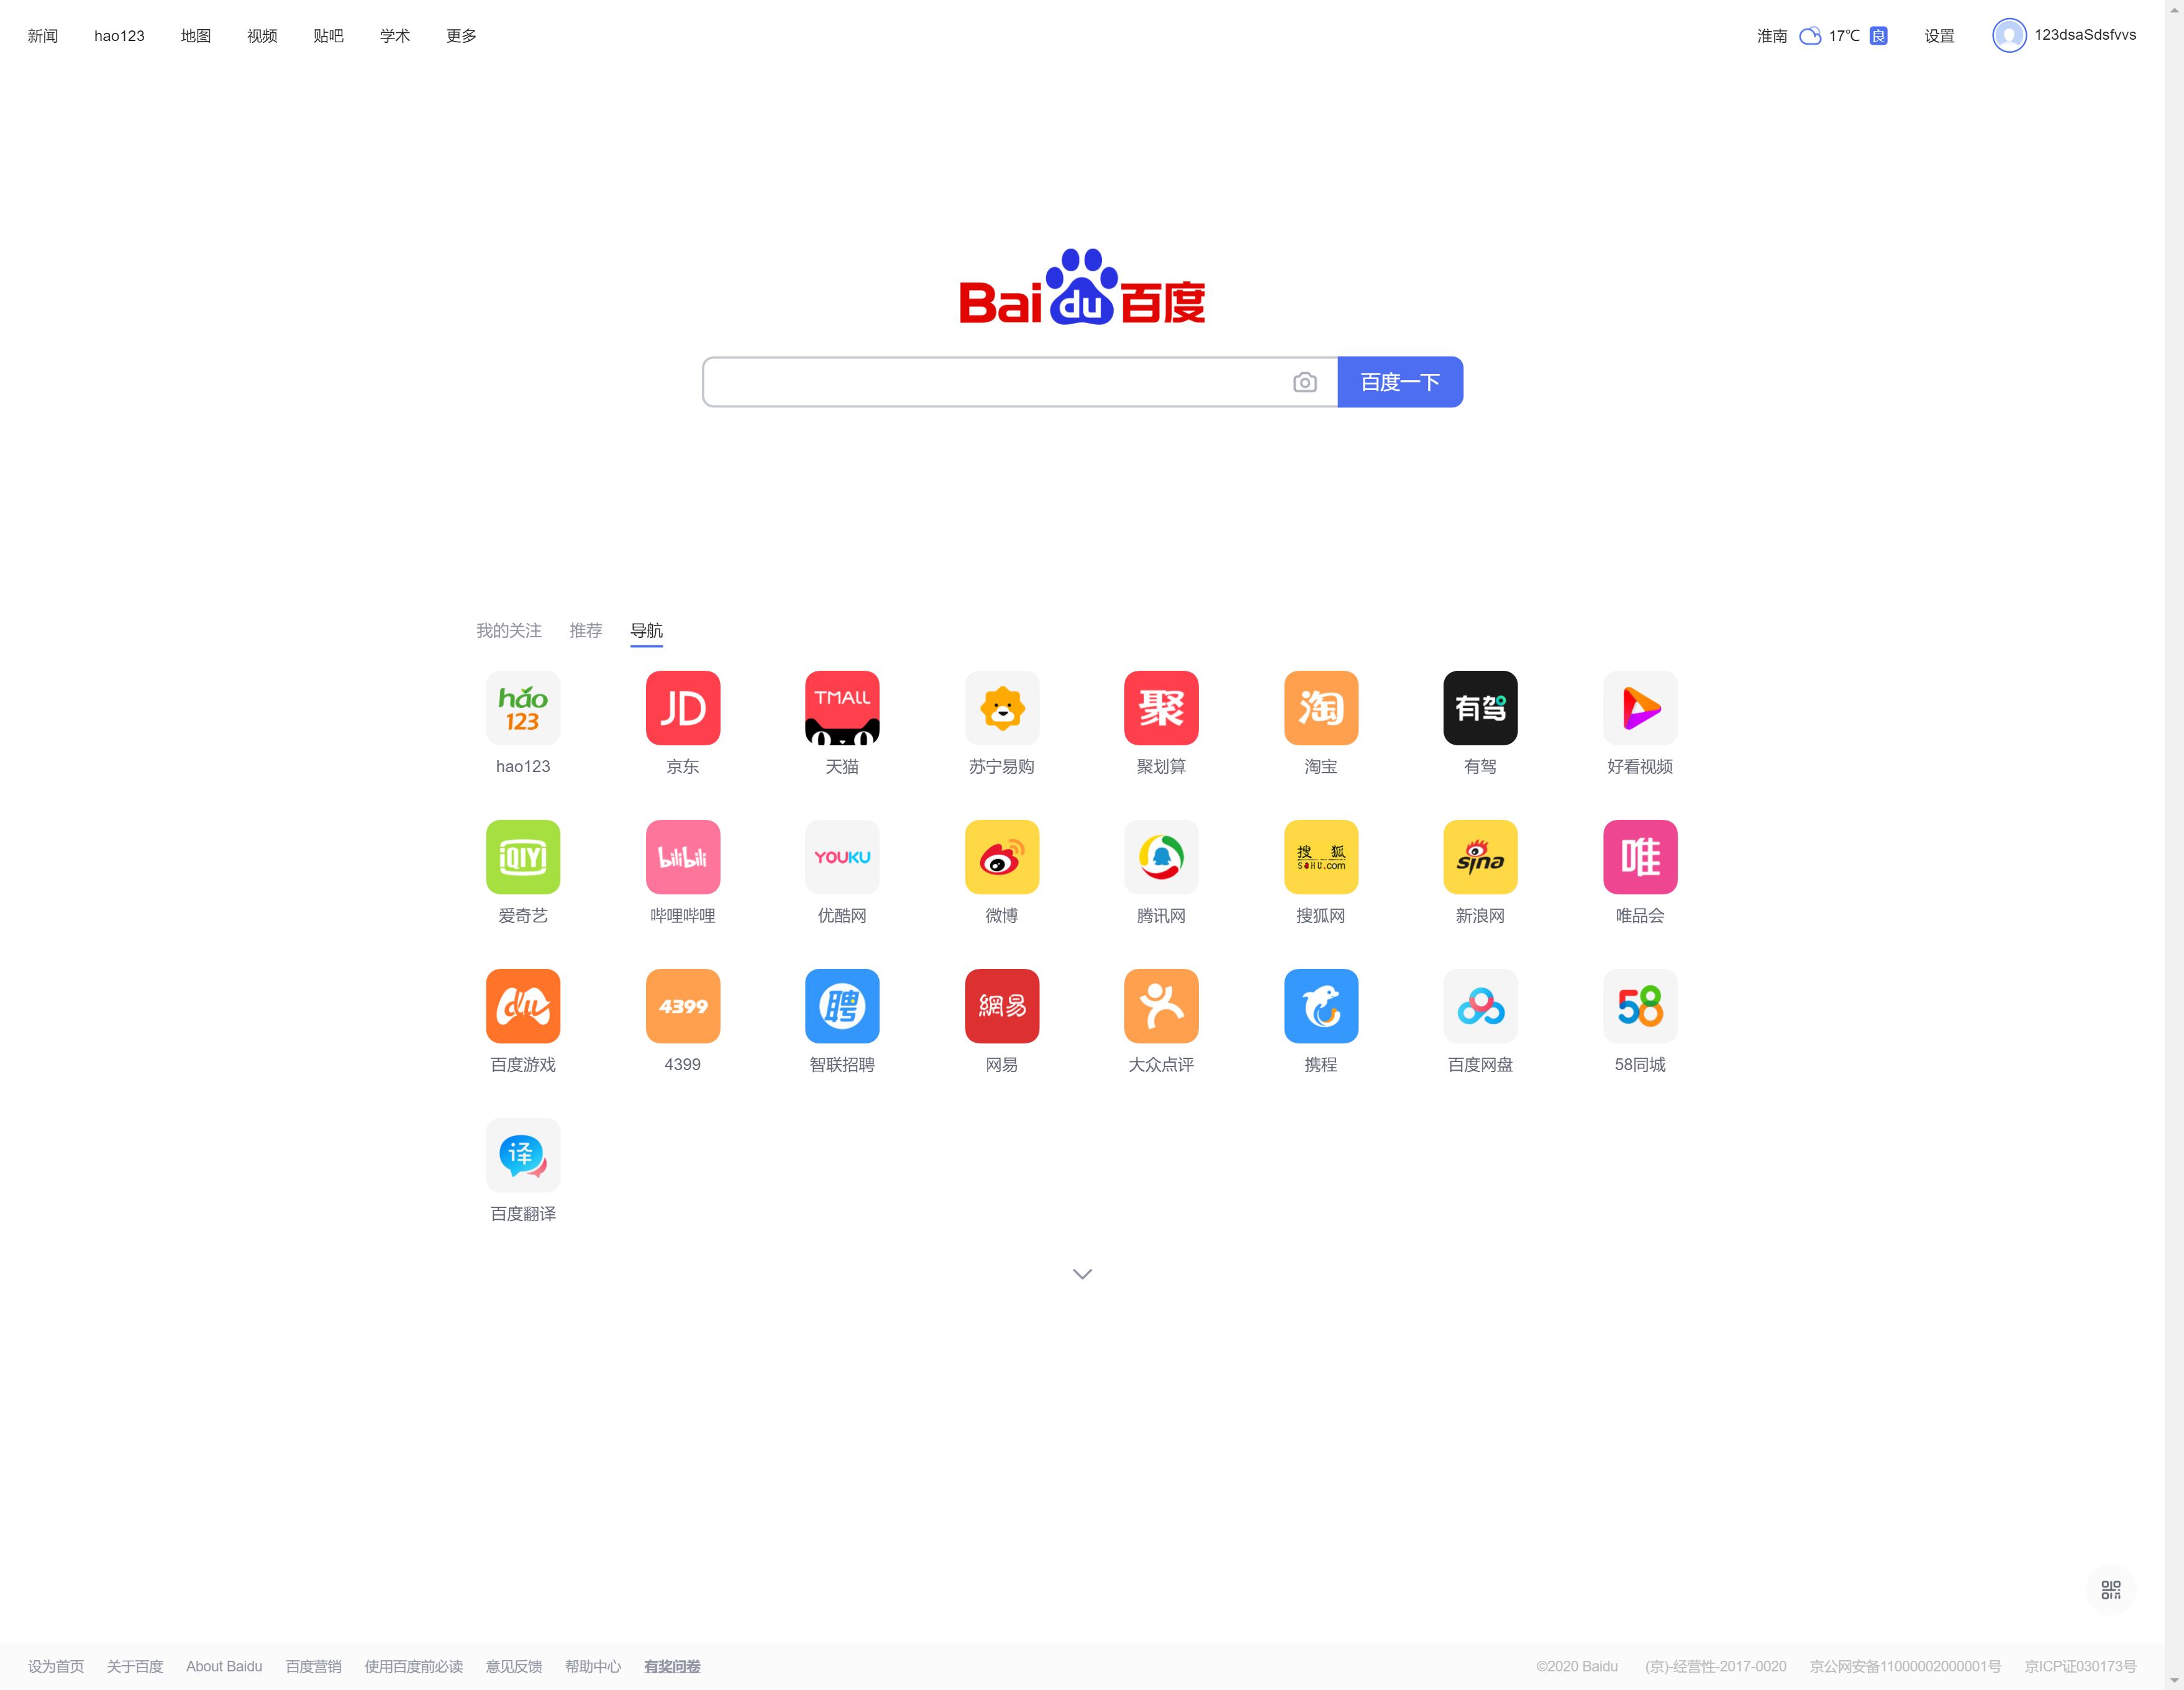 新闻 hao123 地图 视频 贴吧 学术 更多 淮南 17℃ 良 设置 123dsaSdsfvvs
Bai du 百度
百度一下
我的关注 推荐 导航
hao 123 JD TMALL 聚 淘 有驾
hao123 京东 天猫 苏宁易购 聚划算 淘宝 有驾 好看视频
iQIYI bilibili YOUKU 搜狐 SOHU.com sina 唯
爱奇艺 哔哩哔哩 优酷网 微博 腾讯网 搜狐网 新浪网 唯品会
du 4399 聘 網易 58
百度游戏 4399 智联招聘 网易 大众点评 携程 百度网盘 58同城
译
百度翻译
设为首页 关于百度 About Baidu 百度营销 使用百度前必读 意见反馈 帮助中心 有奖问卷 ©2020 Baidu (京)-经营性-2017-0020 京公网安备11000002000001号 京ICP证030173号